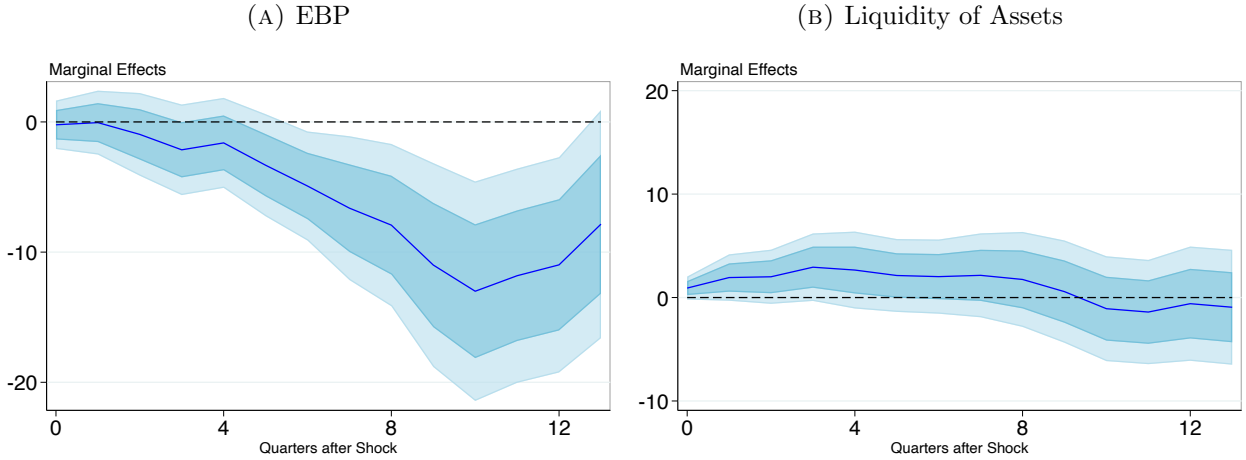 (A) EBP
Marginal Effects
0
-10
-20
0 4 8 12
Quarters after Shock
(B) Liquidity of Assets
Marginal Effects
20
10
0
-10
0 4 8 12
Quarters after Shock